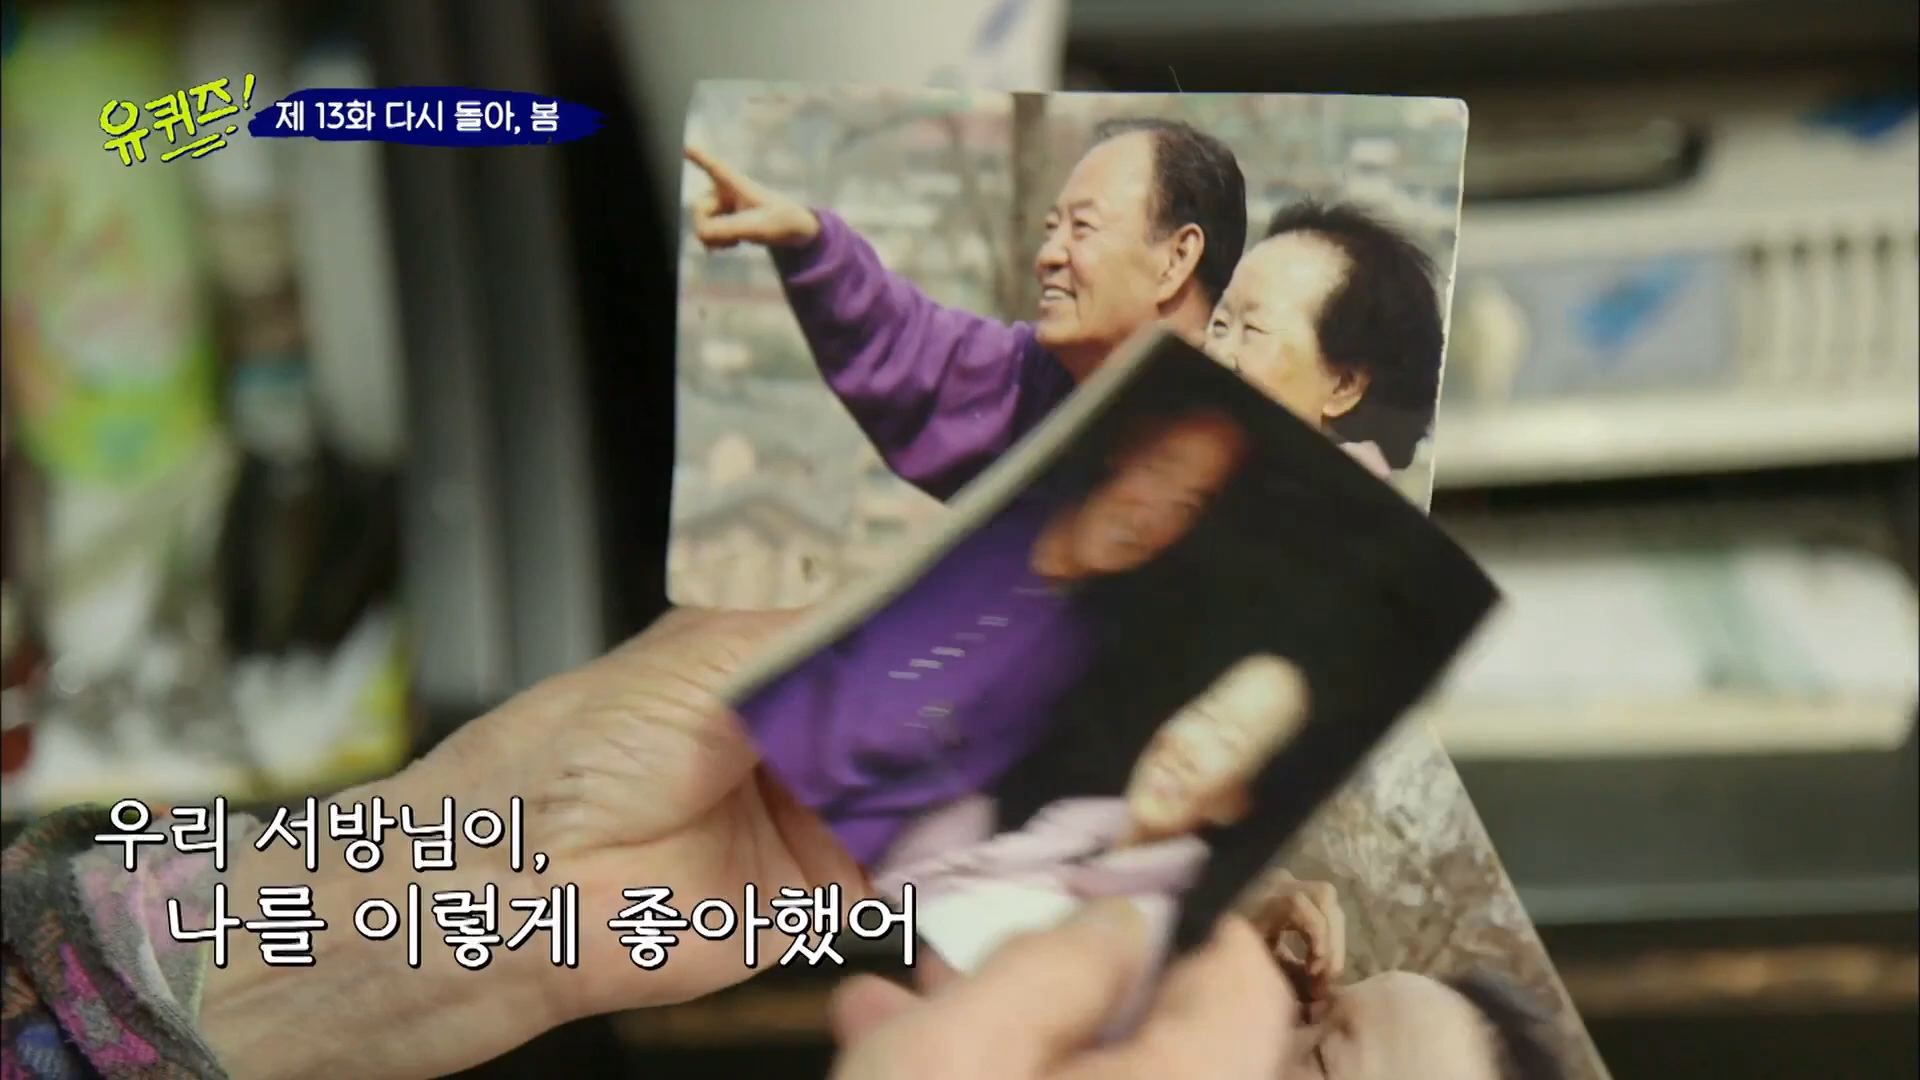 유퀴즈!
제 13화 다시 돌아, 봄
우리 서방님이,
나를 이렇게 좋아했어